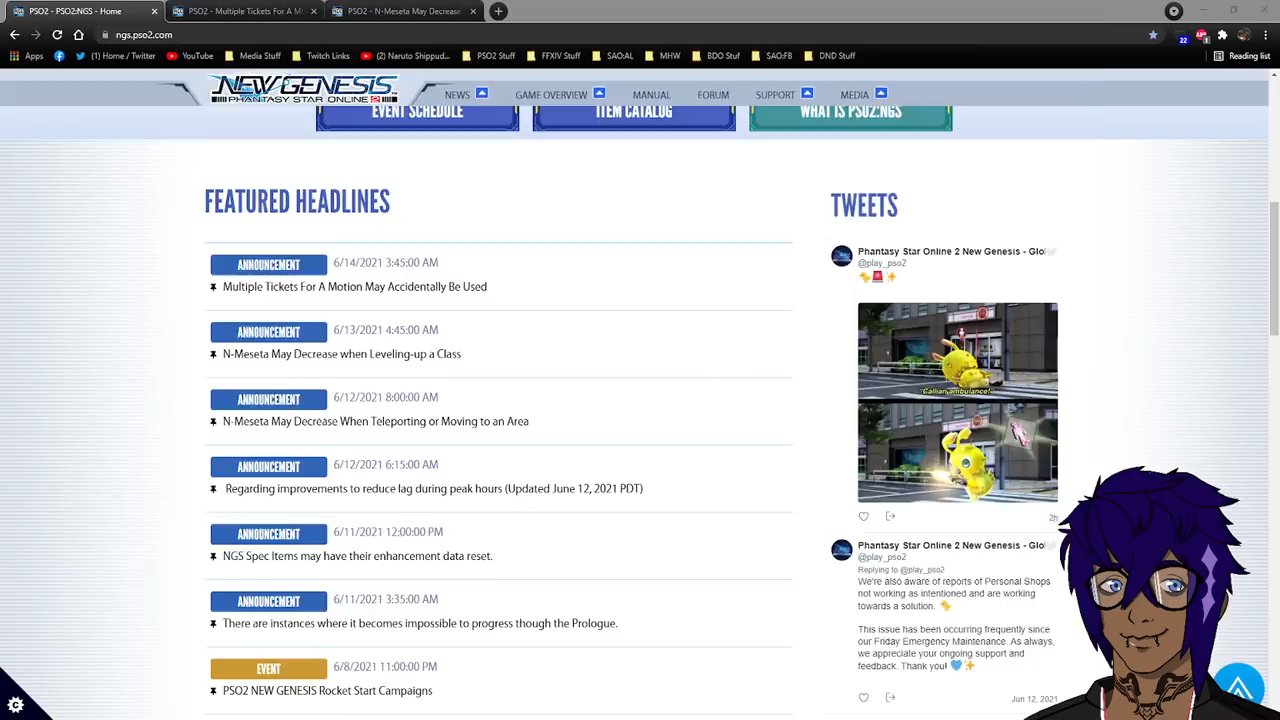 PSO2 - PSO2:NGS - Home
PSO2 - Multiple Tickets For A M
PSO2 - N-Meseta May Decrease
ngs.pso2.com
Apps
(1) Home / Twitter
YouTube
Media Stuff
Twitch Links
(2) Naruto Shippud...
PSO2 Stuff
FFXIV Stuff
SAO:AL
MHW
BDO Stuf
SAO:FB
DND Stuff
22
1
Reading list
NEW GENESIS
PHANTASY STAR ONLINE 2
NEWS
GAME OVERVIEW
MANUAL
FORUM
SUPPORT
MEDIA
EVENT SCHEDULE
ITEM CATALOG
WHAT IS PSO2:NGS
FEATURED HEADLINES
ANNOUNCEMENT 6/14/2021 3:45:00 AM
Multiple Tickets For A Motion May Accidentally Be Used
ANNOUNCEMENT 6/13/2021 4:45:00 AM
N-Meseta May Decrease when Leveling-up a Class
ANNOUNCEMENT 6/12/2021 8:00:00 AM
N-Meseta May Decrease When Teleporting or Moving to an Area
ANNOUNCEMENT 6/12/2021 6:15:00 AM
Regarding improvements to reduce lag during peak hours (Updated June 12, 2021 PDT)
ANNOUNCEMENT 6/11/2021 12:00:00 PM
NGS Spec Items may have their enhancement data reset.
ANNOUNCEMENT 6/11/2021 3:35:00 AM
There are instances where it becomes impossible to progress though the Prologue.
EVENT 6/8/2021 11:00:00 PM
PSO2 NEW GENESIS Rocket Start Campaigns
TWEETS
Phantasy Star Online 2 New Genesis - Glo
@play_pso2
"Callian ambulance!"
2h
Phantasy Star Online 2 New Genesis - Glo
@play_pso2
Replying to @play_pso2
We're also aware of reports of Personal Shops
not working as intentioned and are working
towards a solution.
This issue has been occurring frequently since
our Friday Emergency Maintenance. As always,
we appreciate your ongoing support and
feedback. Thank you!
Jun 12, 2021